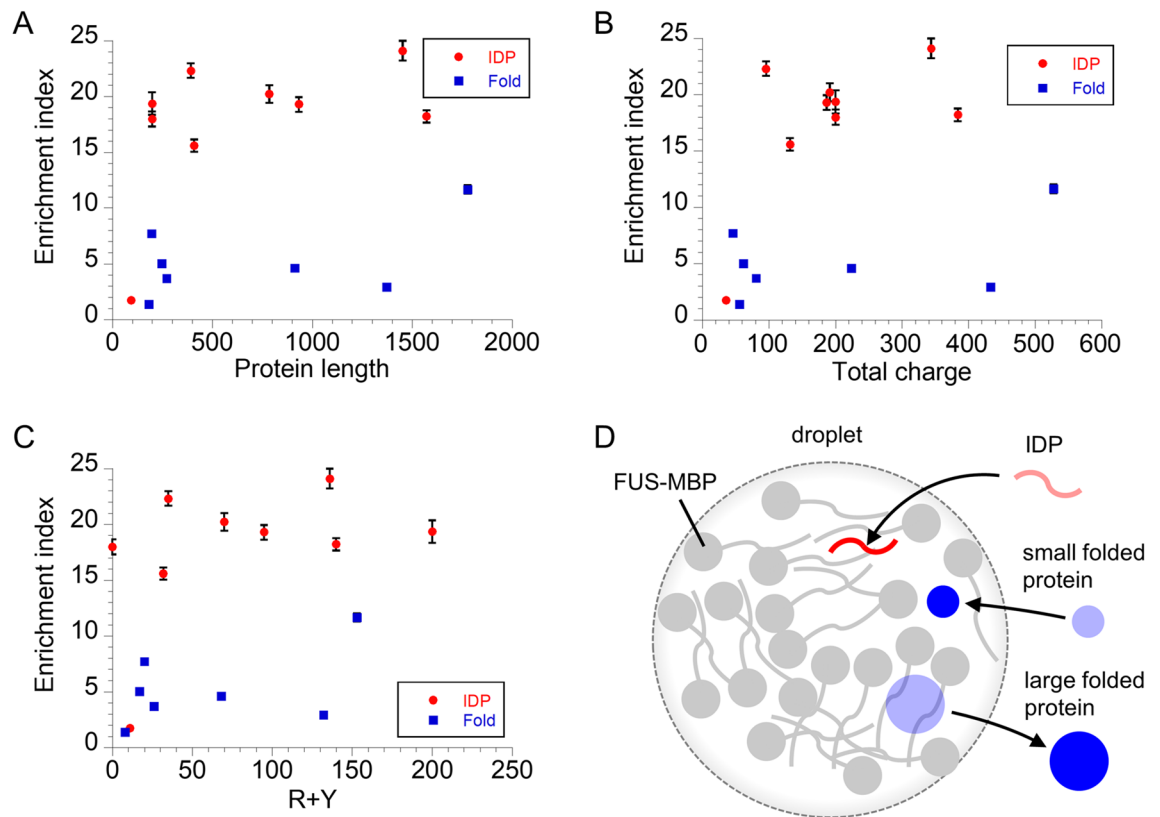 A
Enrichment index
25
20
15
10
5
0
0
500
1000
1500
2000
Protein length
IDP
Fold
B
Enrichment index
25
20
15
10
5
0
0
100
200
300
400
500
600
Total charge
IDP
Fold
C
Enrichment index
25
20
15
10
5
0
0
50
100
150
200
250
R+Y
IDP
Fold
D
droplet
IDP
FUS-MBP
small folded
protein
large folded
protein